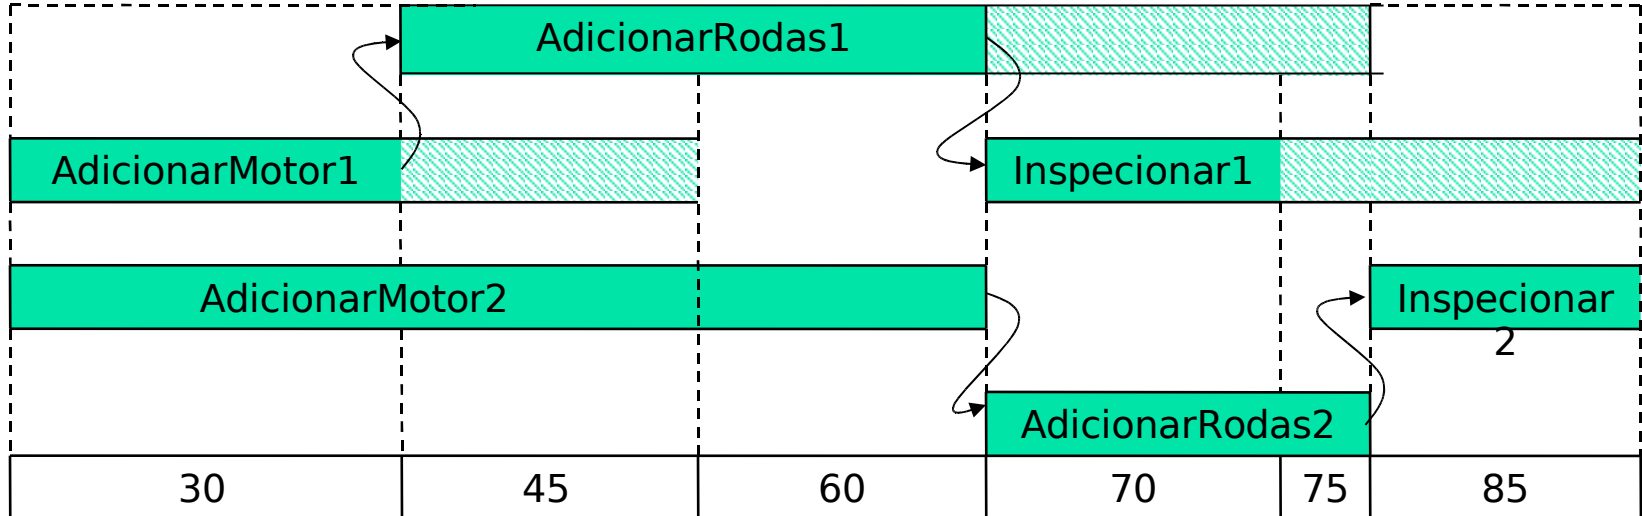 AdicionarRodas1
AdicionarMotor1
Inspecionar1
AdicionarMotor2
Inspecionar
2
AdicionarRodas2
30 45 60 70 75 85